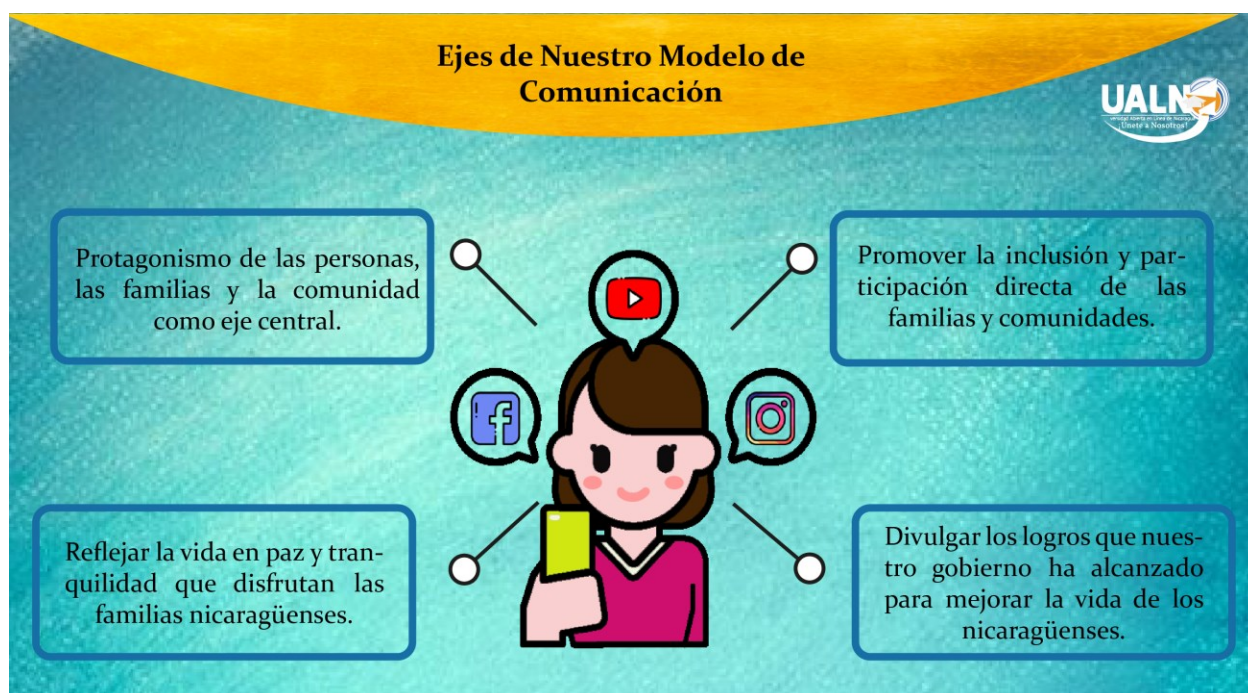 Ejes de Nuestro Modelo de
Comunicación
UALN
¡Únete a Nosotros!
Protagonismo de las personas,
las familias y la comunidad
como eje central.
Promover la inclusión y par-
ticipación directa de las
familias y comunidades.
Reflejar la vida en paz y tran-
quilidad que disfrutan las
familias nicaragüenses.
Divulgar los logros que nues-
tro gobierno ha alcanzado
para mejorar la vida de los
nicaragüenses.